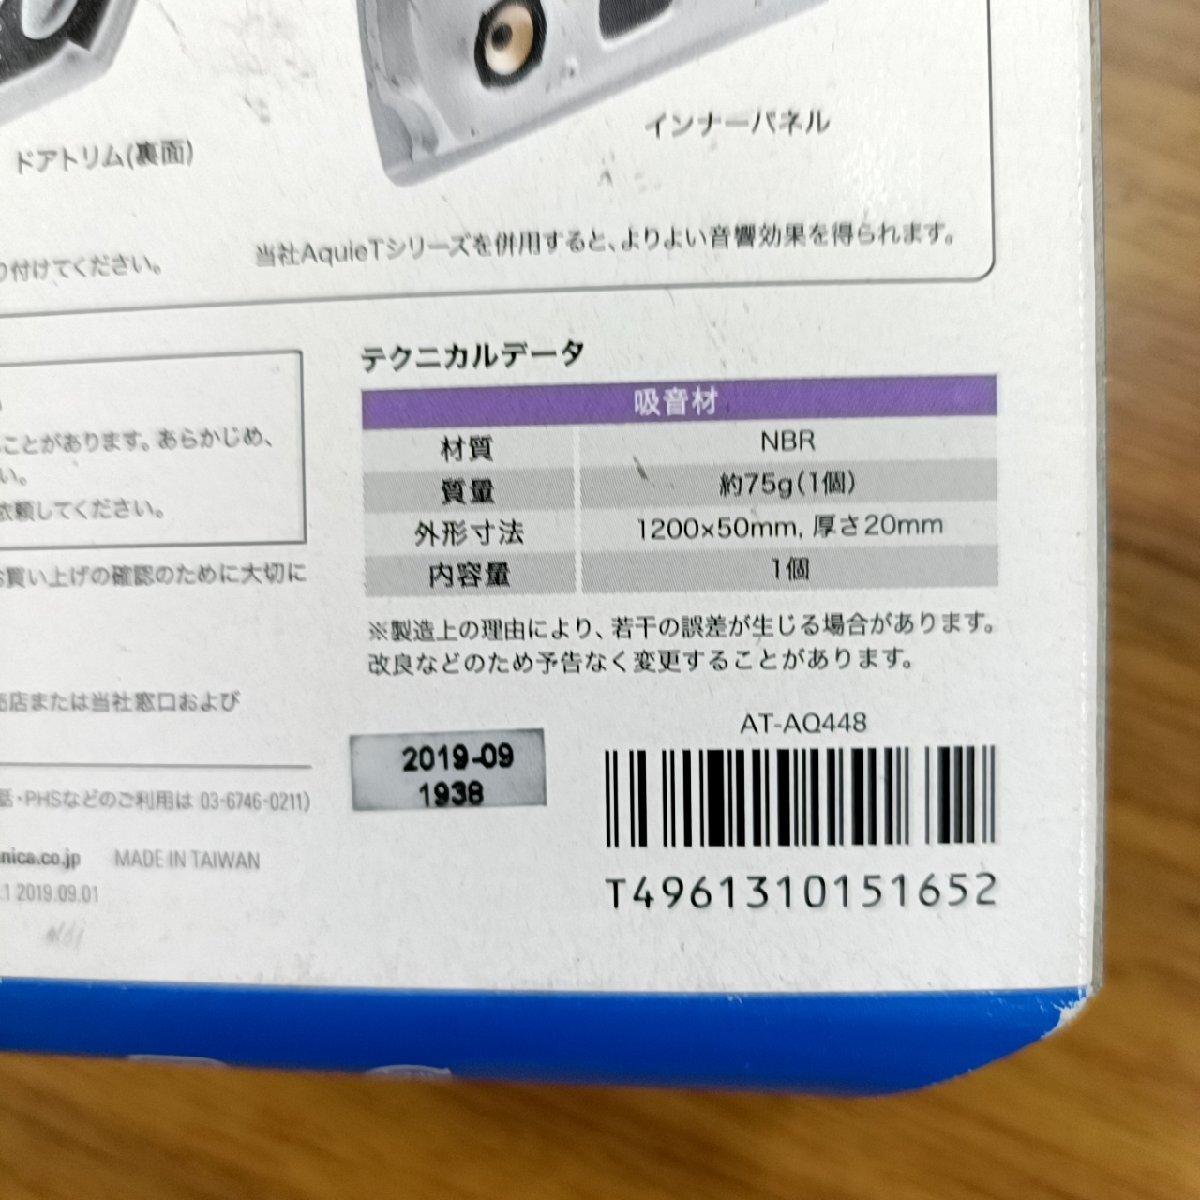 ドアトリム(裏面)
インナーパネル
り付けてください。
当社AquieTシリーズを併用すると、よりよい音響効果を得られます。
ことがあります。あらかじめ、
い。
依頼してください。
お買い上げの確認のために大切に
売店または当社窓口および
話・PHSなどのご利用は 03-6746-0211)
nica.co.jp MADE IN TAIWAN
.1 2019.09.01
テクニカルデータ
吸音材
材質 NBR
質量 約75g(1個)
外形寸法 1200×50mm, 厚さ20mm
内容量 1個
※製造上の理由により、若干の誤差が生じる場合があります。
改良などのため予告なく変更することがあります。
2019-09
1938
AT-AQ448
T4961310151652